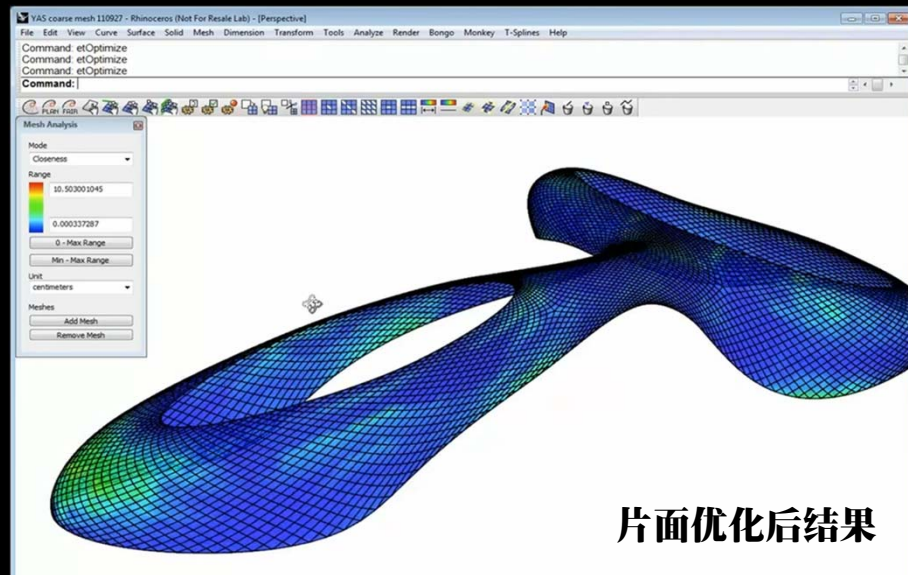 YAS coarse mesh 110927 - Rhinoceros (Not For Resale Lab) - [Perspective]
File Edit View Curve Surface Solid Mesh Dimension Transform Tools Analyze Render Bongo Monkey T-Splines Help
Command: etOptimize
Command: etOptimize
Command: etOptimize
Command:
PLAN FAIR
Mesh Analysis
Mode
Closeness
Range
10.503001045
0.000337287
0 - Max Range
Min - Max Range
Unit
centimeters
Meshes
Add Mesh
Remove Mesh
片面优化后结果